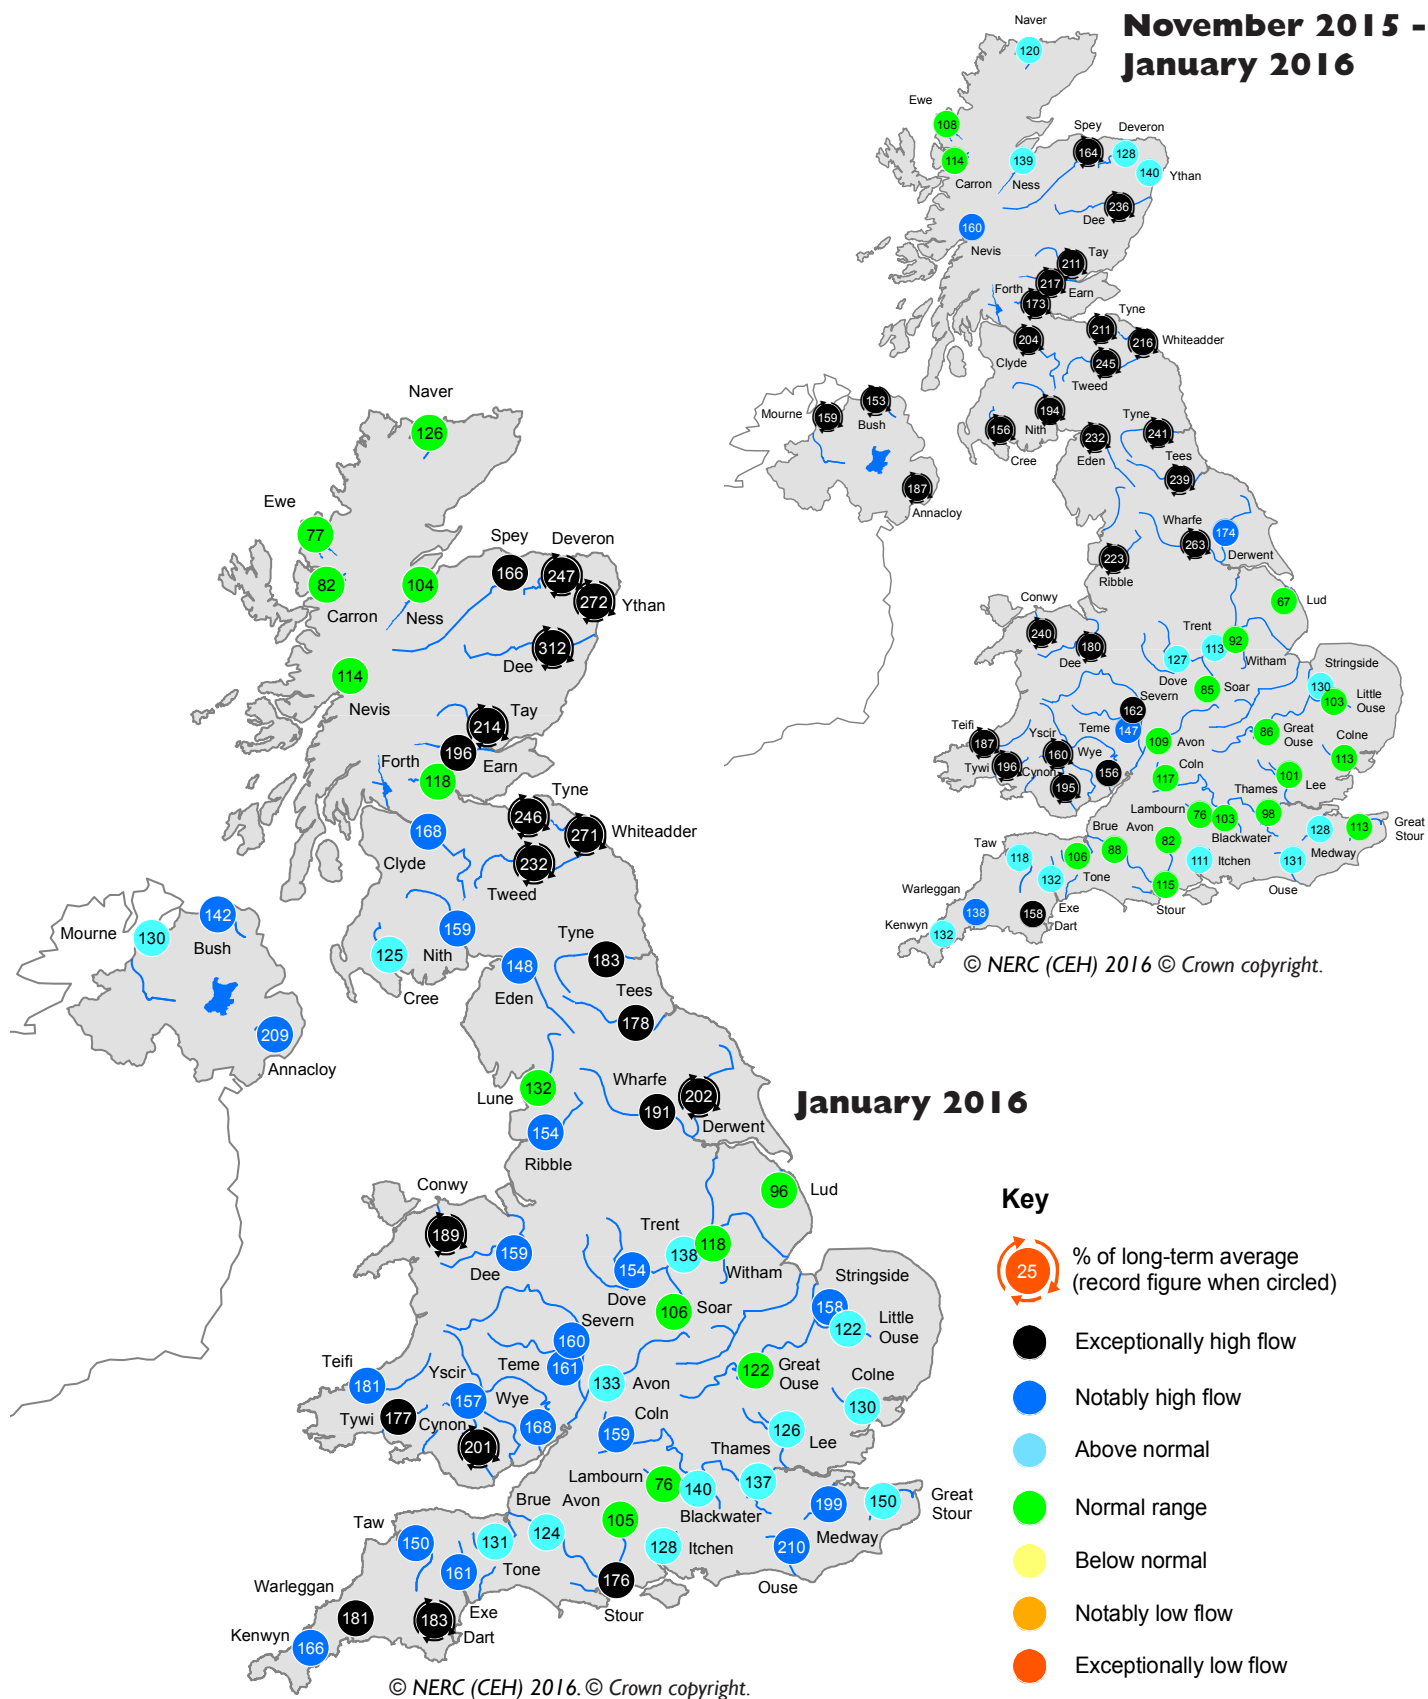 November 2015 -
January 2016
Naver
120
Ewe
108
114
Carron
139
Ness
Spey
164
Deveron
128
140
Ythan
236
Dee
160
Nevis
Tay
211
217
Earn
Forth
173
Tyne
211
216
Whiteadder
204
Clyde
245
Tweed
Mourne
159
153
Bush
187
Annacloy
156
Cree
194
Nith
232
Eden
Tyne
241
Tees
239
Wharfe
263
174
Derwent
223
Ribble
67
Lud
Conwy
240
180
Dee
Trent
113
92
Witham
127
Dove
85
Soar
Stringside
130
103
Little
Ouse
Severn
162
Teme
147
109
Avon
86
Great
Ouse
Colne
113
Teifi
187
Tywi
196
Yscir
160
Cynon
195
Wye
156
117
Coln
101
Lee
Thames
98
Lambourn
76
103
Blackwater
128
Medway
113
Great
Stour
Taw
118
132
Exe
106
Tone
Brue
88
Avon
82
111
Itchen
131
Ouse
115
Stour
Warleggan
138
158
Dart
Kenwyn
132
© NERC (CEH) 2016 © Crown copyright.
Naver
126
Ewe
77
82
Carron
104
Ness
Spey
166
Deveron
247
272
Ythan
312
Dee
114
Nevis
Tay
214
196
Earn
Forth
118
Tyne
246
271
Whiteadder
168
Clyde
232
Tweed
Mourne
130
142
Bush
209
Annacloy
125
Cree
159
Nith
148
Eden
Tyne
183
Tees
178
Lune
132
154
Ribble
Wharfe
191
202
Derwent
January 2016
96
Lud
Conwy
189
159
Dee
Trent
138
118
Witham
154
Dove
106
Soar
Stringside
158
122
Little
Ouse
Severn
160
Teme
161
133
Avon
122
Great
Ouse
Colne
130
Teifi
181
Tywi
177
Yscir
157
Cynon
201
Wye
168
159
Coln
126
Lee
Thames
137
Lambourn
76
140
Blackwater
199
Medway
150
Great
Stour
Taw
150
161
Exe
131
Tone
Brue
124
Avon
105
128
Itchen
210
Ouse
176
Stour
Warleggan
181
183
Dart
Kenwyn
166
© NERC (CEH) 2016. © Crown copyright.
Key
25
% of long-term average
(record figure when circled)
Exceptionally high flow
Notably high flow
Above normal
Normal range
Below normal
Notably low flow
Exceptionally low flow